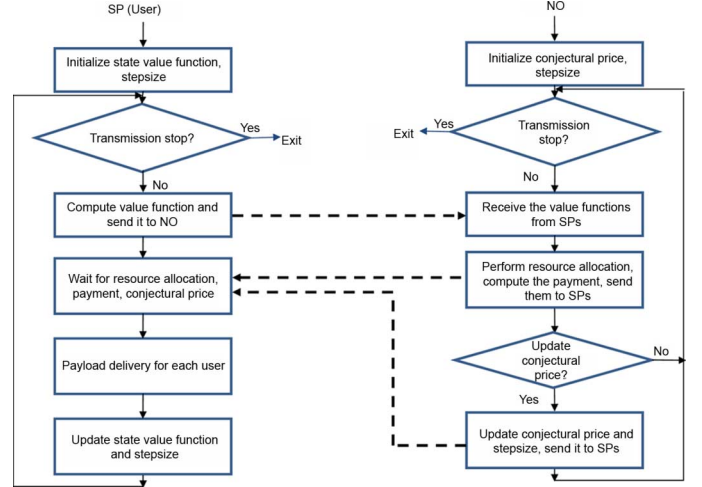 SP (User)
Initialize state value function,
stepsize
Transmission stop?
Yes
Exit
No
Compute value function and
send it to NO
Wait for resource allocation,
payment, conjectural price
Payload delivery for each user
Update state value function
and stepsize
NO
Initialize conjectural price,
stepsize
Transmission
stop?
Yes
Exit
No
Receive the value functions
from SPs
Perform resource allocation,
compute the payment, send
them to SPs
Update
conjectural
price?
No
Yes
Update conjectural price and
stepsize, send it to SPs